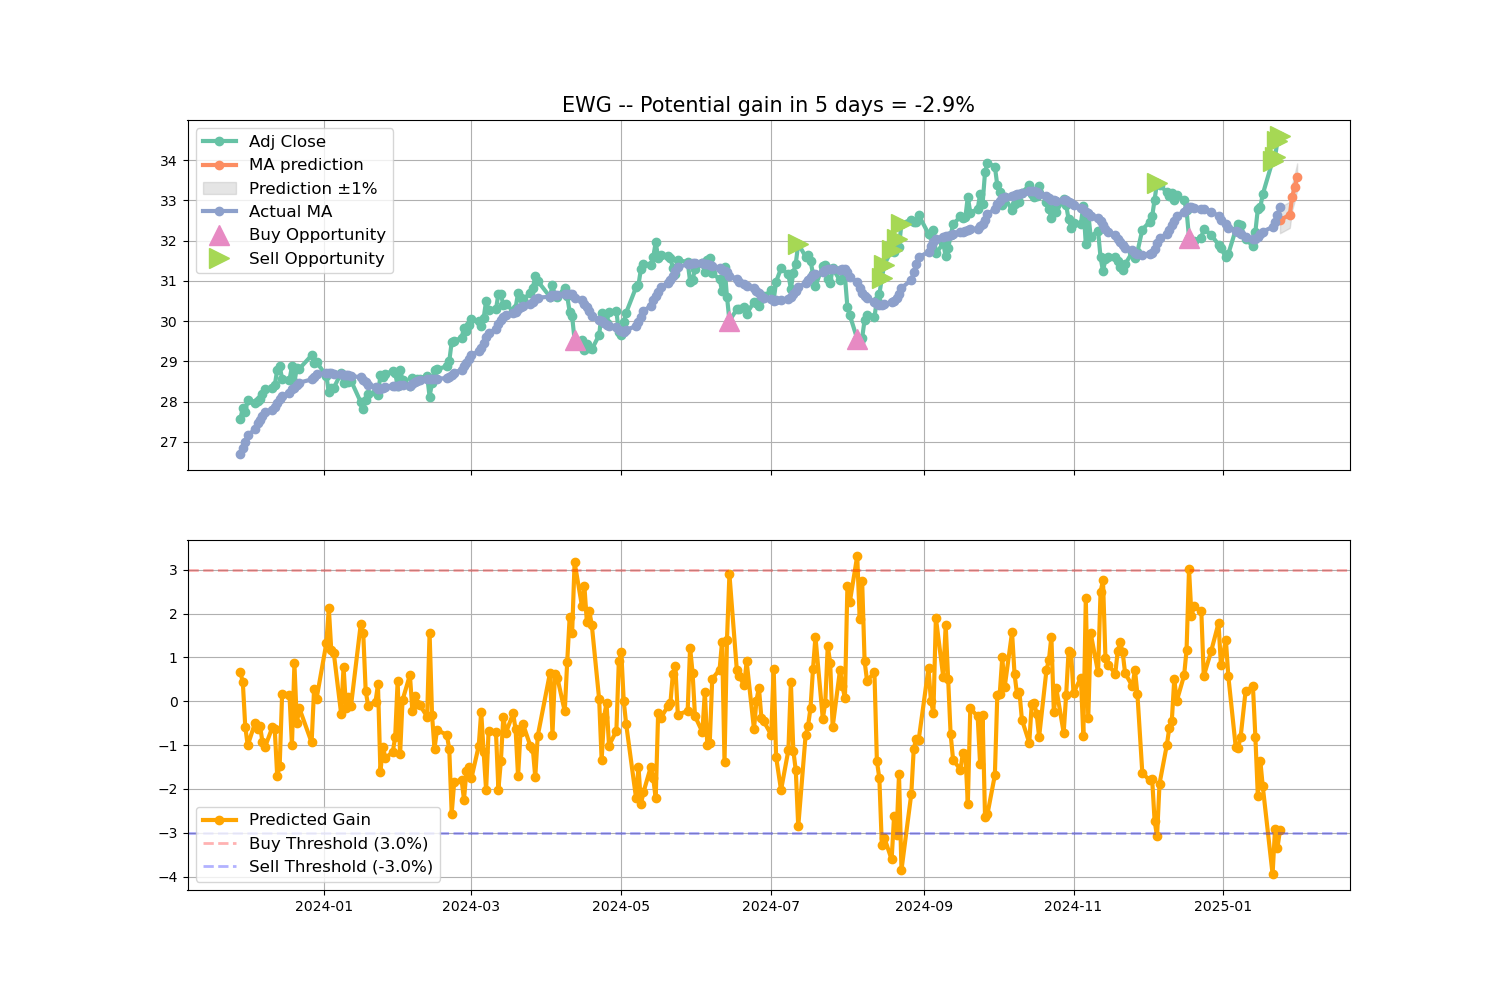 EWG -- Potential gain in 5 days = -2.9%
Adj Close
MA prediction
Prediction ±1%
Actual MA
Buy Opportunity
Sell Opportunity
34
33
32
31
30
29
28
27
3
2
1
0
−1
−2
−3
−4
Predicted Gain
Buy Threshold (3.0%)
Sell Threshold (-3.0%)
2024-01
2024-03
2024-05
2024-07
2024-09
2024-11
2025-01